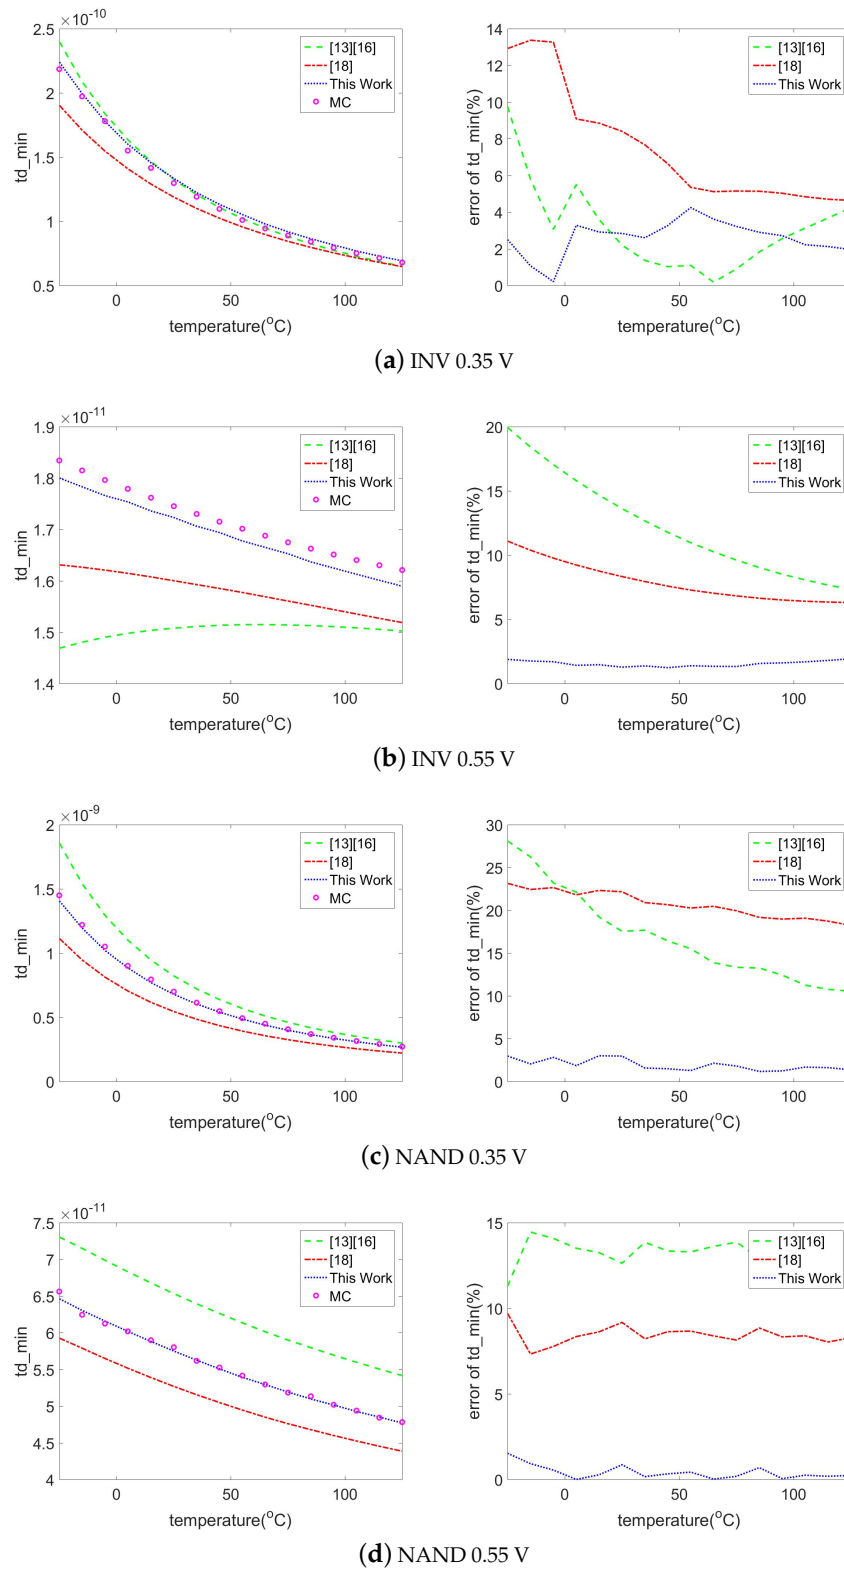 ×10⁻¹⁰
2.5
2
1.5
1
0.5
td_min
0
50
100
temperature(°C)
[13][16]
[18]
This Work
MC
14
12
10
8
6
4
2
0
error of td_min(%)
0
50
100
temperature(°C)
[13][16]
[18]
This Work
(a) INV 0.35 V
×10⁻¹¹
1.9
1.8
1.7
1.6
1.5
1.4
td_min
0
50
100
temperature(°C)
[13][16]
[18]
This Work
MC
20
15
10
5
0
error of td_min(%)
0
50
100
temperature(°C)
[13][16]
[18]
This Work
(b) INV 0.55 V
×10⁻⁹
2
1.5
1
0.5
0
td_min
0
50
100
temperature(°C)
[13][16]
[18]
This Work
MC
30
25
20
15
10
5
0
error of td_min(%)
0
50
100
temperature(°C)
[13][16]
[18]
This Work
(c) NAND 0.35 V
×10⁻¹¹
7.5
7
6.5
6
5.5
5
4.5
4
td_min
0
50
100
temperature(°C)
[13][16]
[18]
This Work
MC
15
10
5
0
error of td_min(%)
0
50
100
temperature(°C)
[13][16]
[18]
This Work
(d) NAND 0.55 V